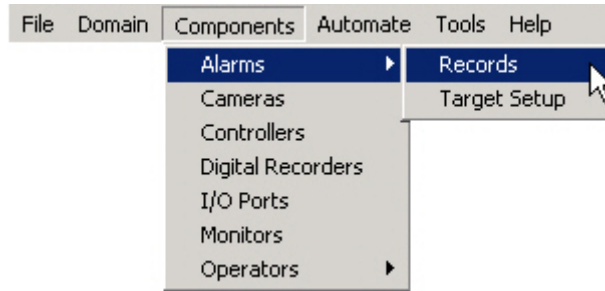 File Domain Components Automate Tools Help
Alarms Records
Cameras Target Setup
Controllers
Digital Recorders
I/O Ports
Monitors
Operators